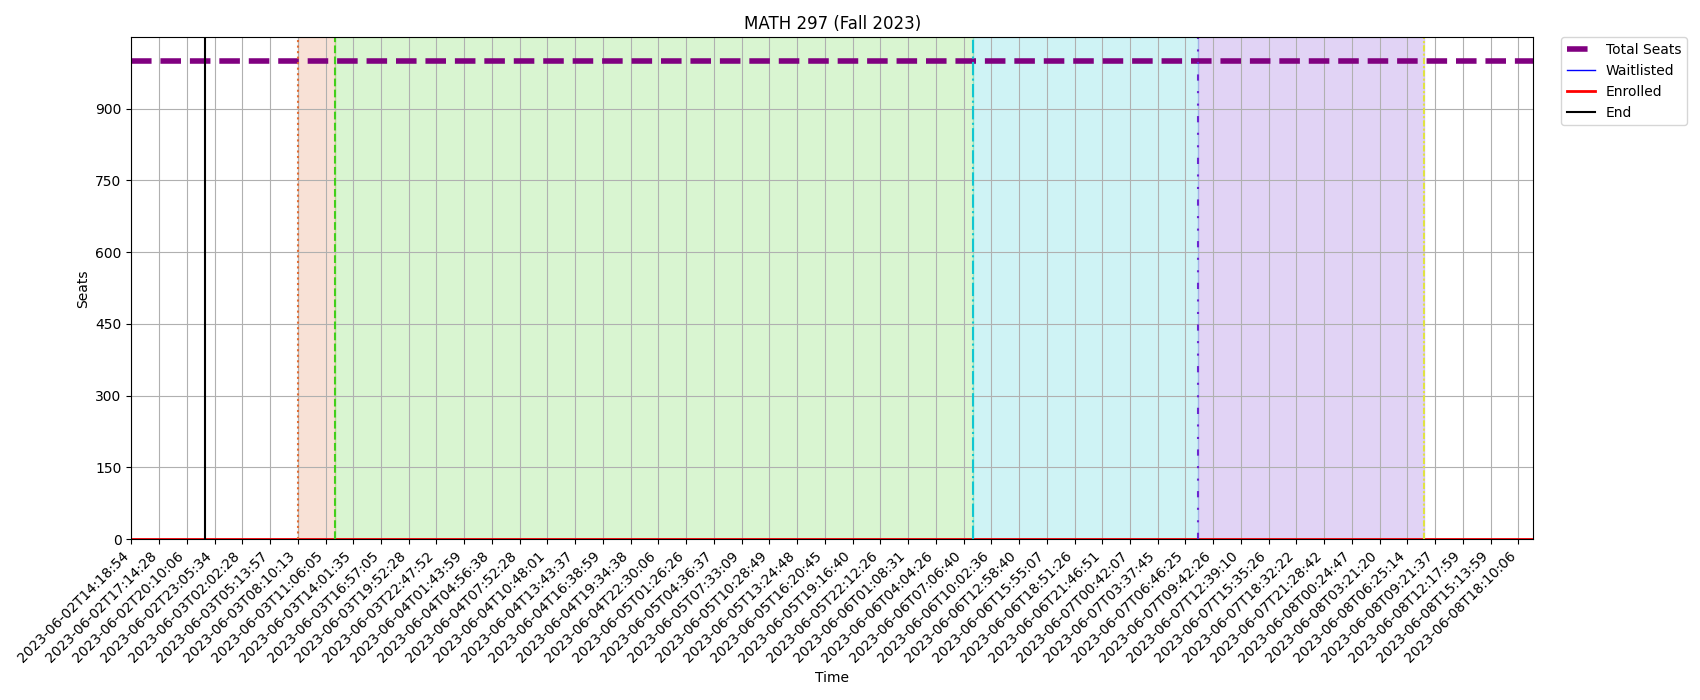 MATH 297 (Fall 2023)
Total Seats
Waitlisted
Enrolled
End
Seats
900
750
600
450
300
150
0
2023-06-02T14:18:54
2023-06-02T17:14:28
2023-06-02T20:10:06
2023-06-02T23:05:34
2023-06-03T02:02:28
2023-06-03T05:13:57
2023-06-03T08:10:13
2023-06-03T11:06:05
2023-06-03T14:01:35
2023-06-03T16:57:05
2023-06-03T19:52:28
2023-06-03T22:47:52
2023-06-04T01:43:59
2023-06-04T04:56:38
2023-06-04T07:52:28
2023-06-04T10:48:01
2023-06-04T13:43:37
2023-06-04T16:38:59
2023-06-04T19:34:38
2023-06-04T22:30:06
2023-06-05T01:26:26
2023-06-05T04:36:37
2023-06-05T07:33:09
2023-06-05T10:28:49
2023-06-05T13:24:48
2023-06-05T16:20:45
2023-06-05T19:16:40
2023-06-05T22:12:26
2023-06-06T01:08:31
2023-06-06T04:04:26
2023-06-06T07:06:40
2023-06-06T10:02:36
2023-06-06T12:58:40
2023-06-06T15:55:07
2023-06-06T18:51:26
2023-06-06T21:46:51
2023-06-07T00:42:07
2023-06-07T03:37:45
2023-06-07T06:46:25
2023-06-07T09:42:26
2023-06-07T12:39:10
2023-06-07T15:35:26
2023-06-07T18:32:22
2023-06-07T21:28:42
2023-06-08T00:24:47
2023-06-08T03:21:20
2023-06-08T06:25:14
2023-06-08T09:21:37
2023-06-08T12:17:59
2023-06-08T15:13:59
2023-06-08T18:10:06
Time